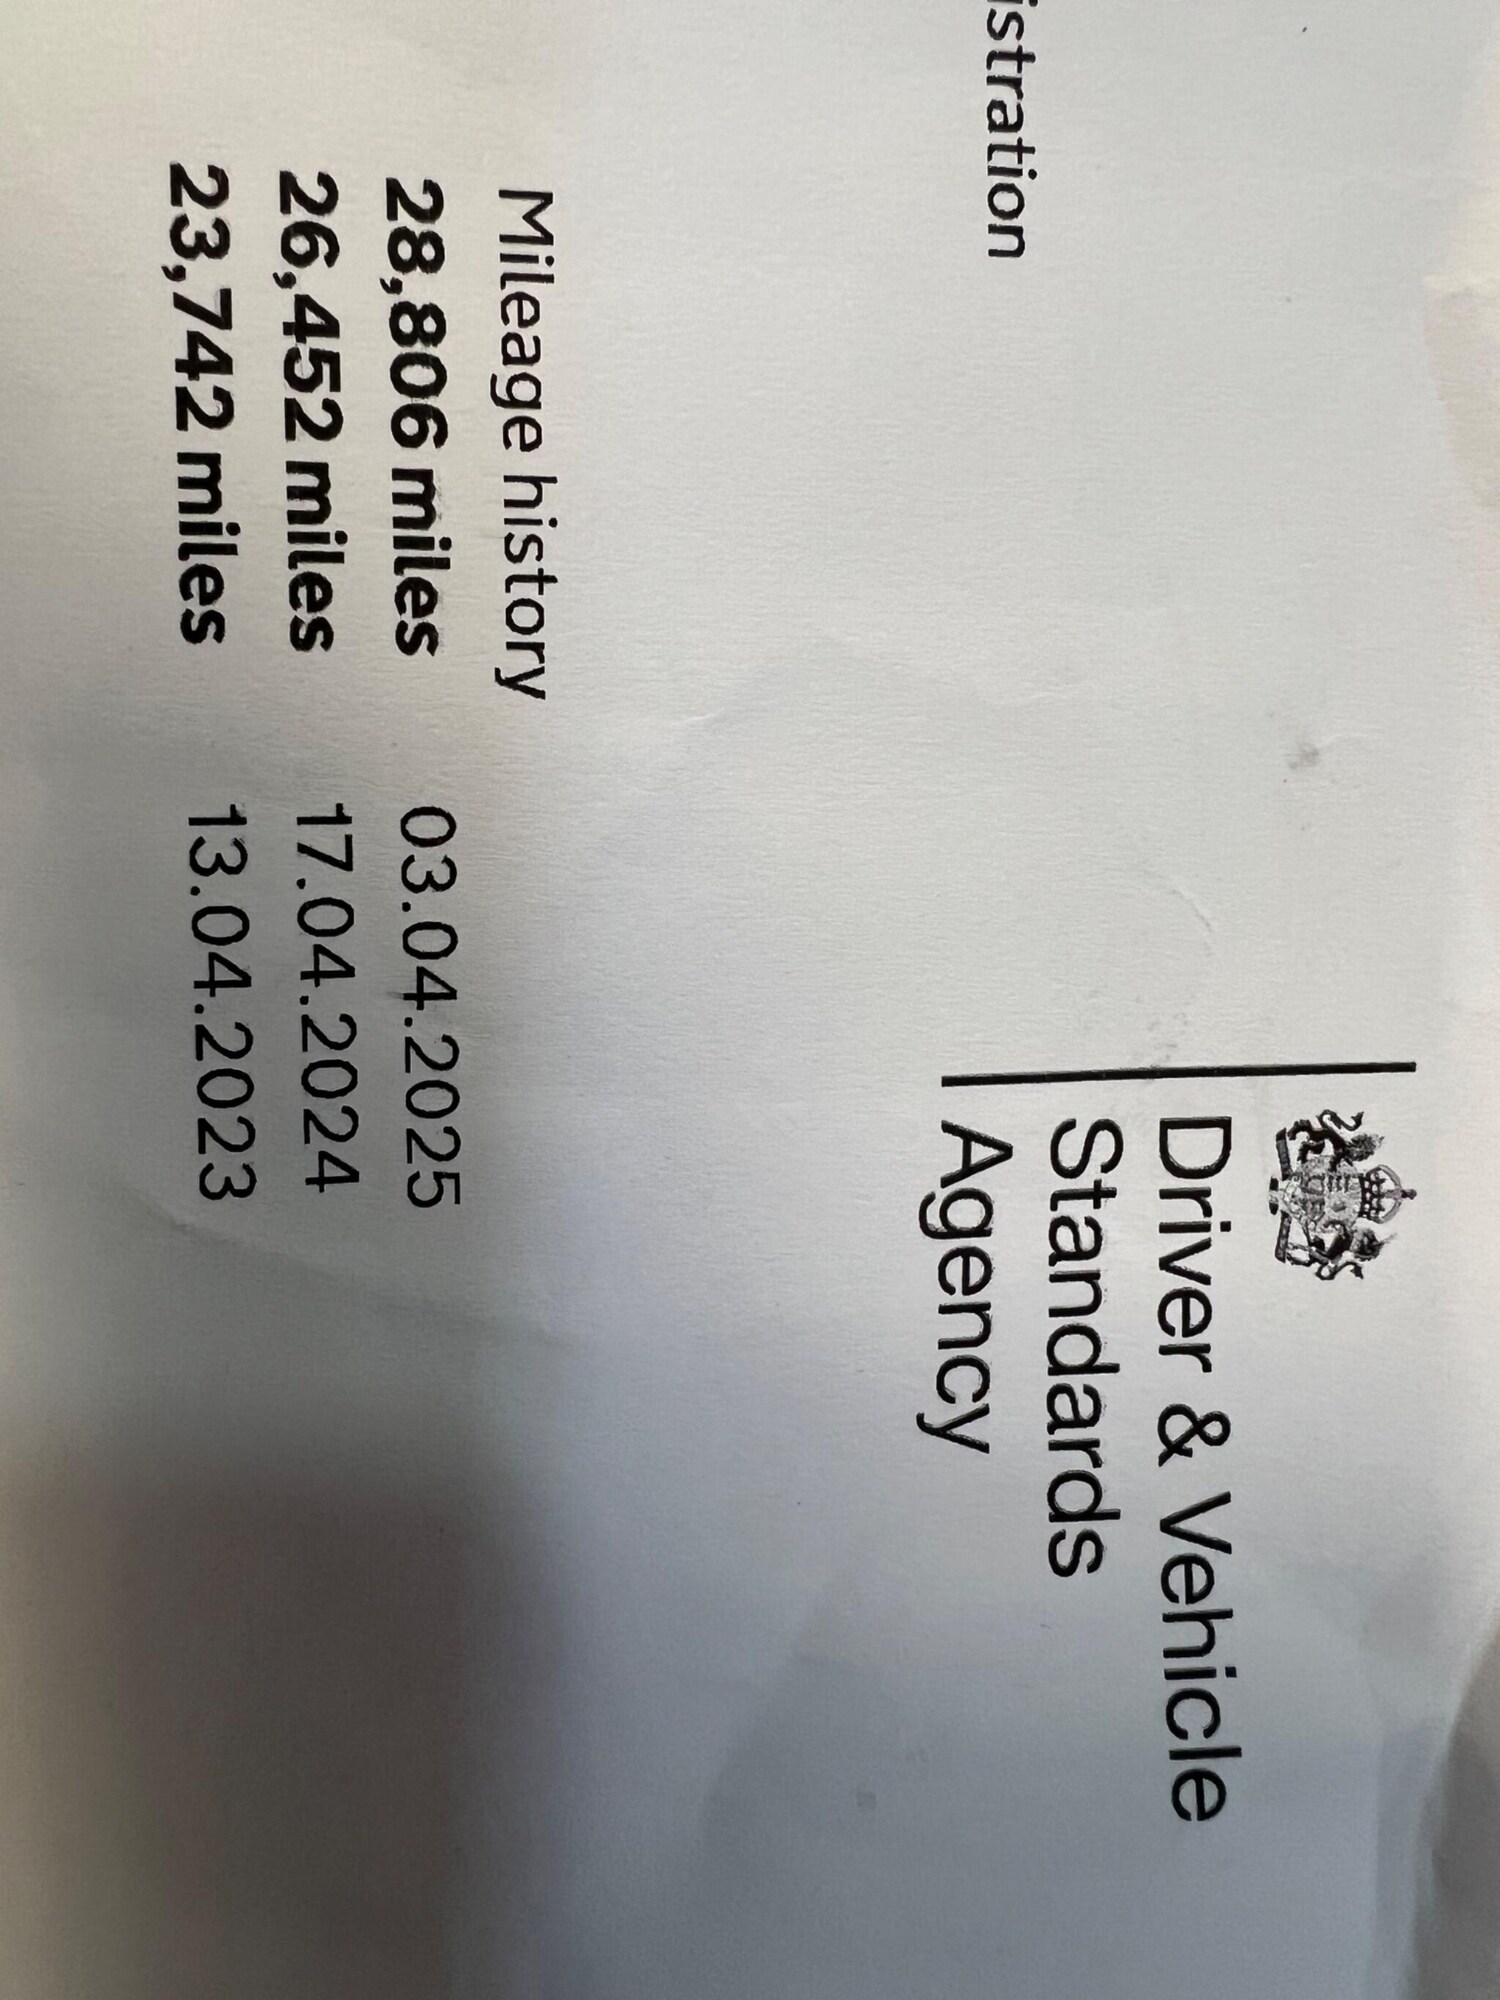 Driver & Vehicle
Standards
Agency
istration
Mileage history
28,806 miles 03.04.2025
26,452 miles 17.04.2024
23,742 miles 13.04.2023